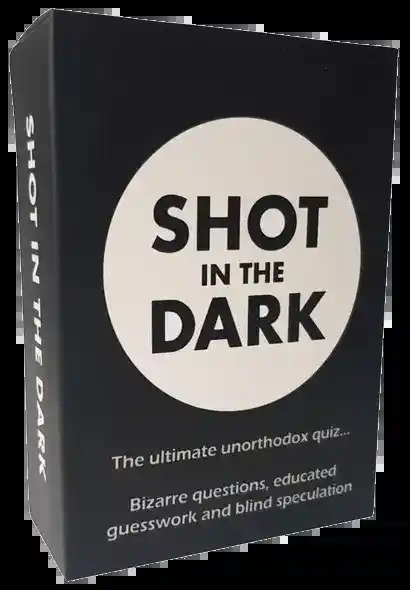 SHOT IN THE DARK
SHOT
IN THE
DARK
The ultimate unorthodox quiz...
Bizarre questions, educated
guesswork and blind speculation